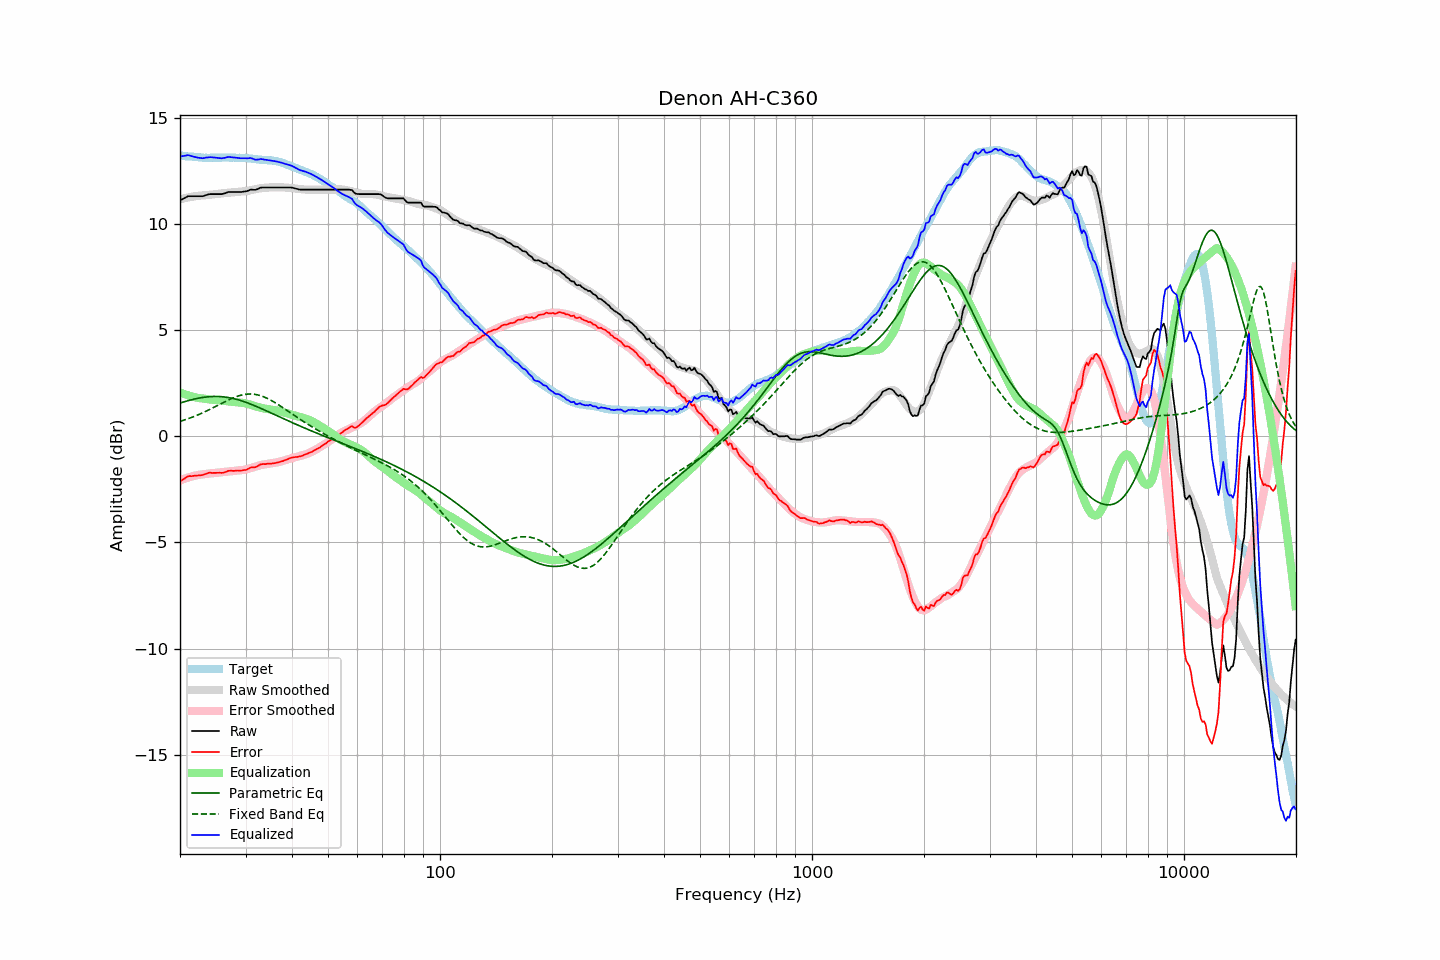 Denon AH-C360
15
10
5
0
−5
−10
−15
Amplitude (dBr)
Target
Raw Smoothed
Error Smoothed
Raw
Error
Equalization
Parametric Eq
Fixed Band Eq
Equalized
100
1000
10000
Frequency (Hz)